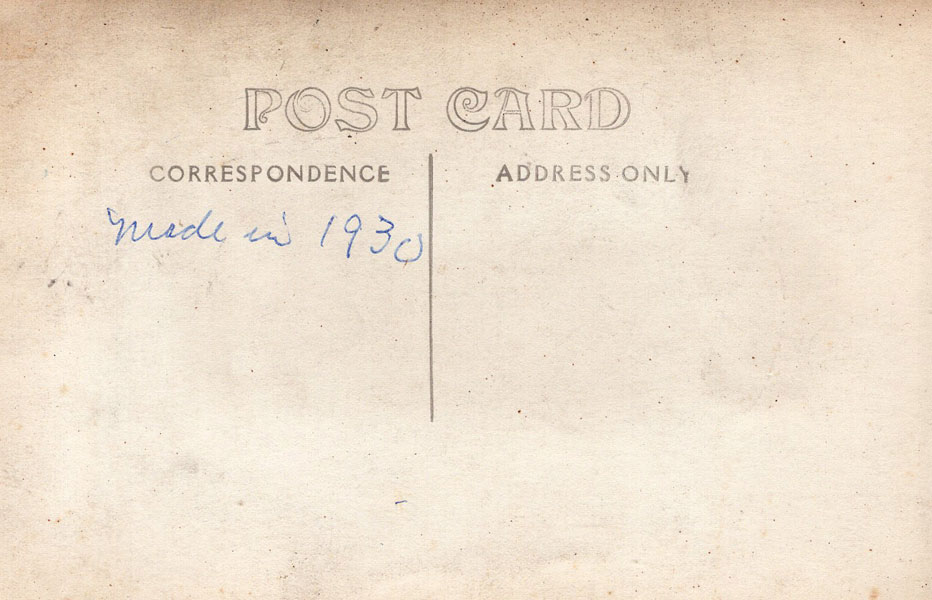 POST CARD
CORRESPONDENCE
ADDRESS ONLY
Made in 1930